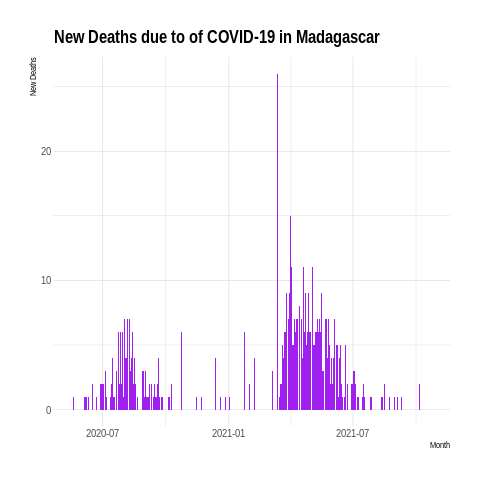 New Deaths due to of COVID-19 in Madagascar
New Deaths
20
10
0
2020-07 2021-01 2021-07
Month